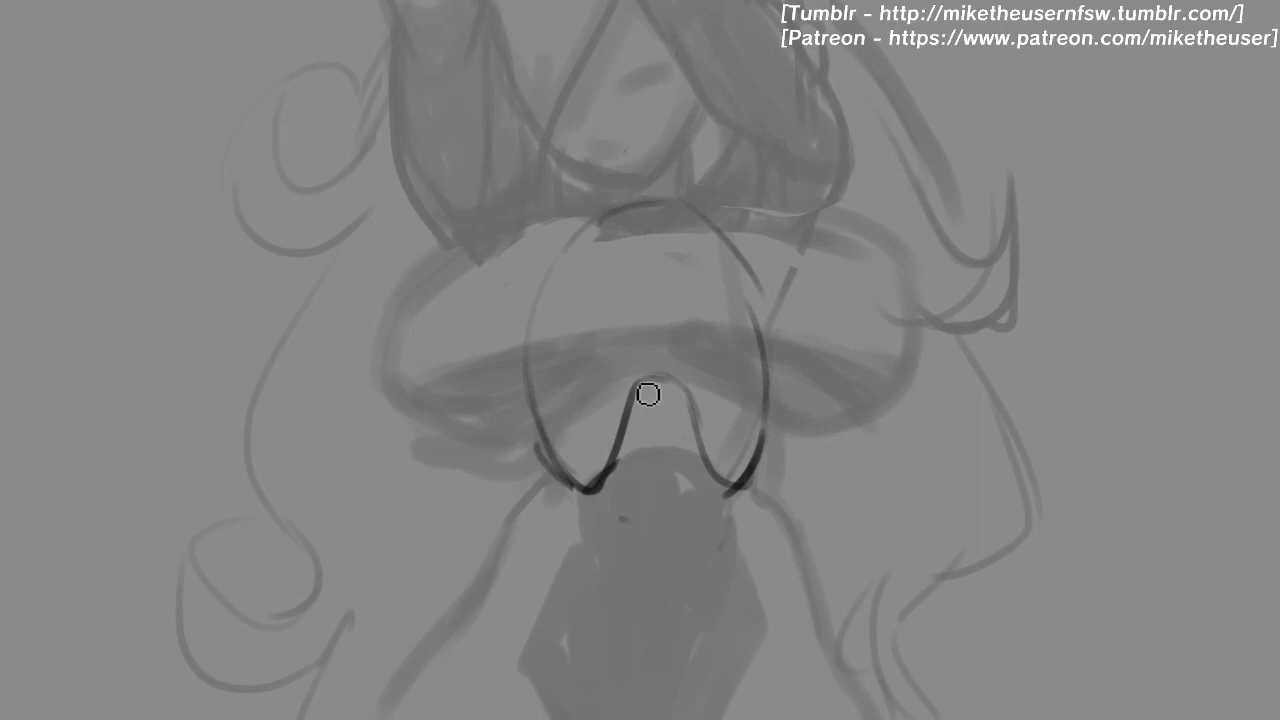 [Tumblr - http://miketheusernfsw.tumblr.com/]
[Patreon - https://www.patreon.com/miketheuser]